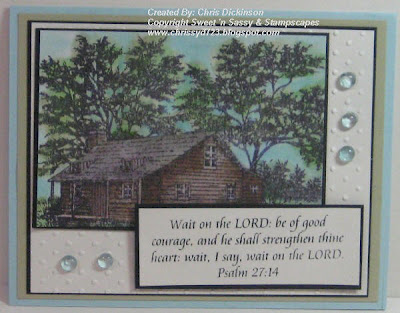 Created By: Chris Dickinson
Copyright Sweet 'n Sassy & Stampscapes
www.chrissyd123.blogspot.com
Wait on the LORD: be of good
courage, and he shall strengthen thine
heart: wait, I say, wait on the LORD.
Psalm 27:14